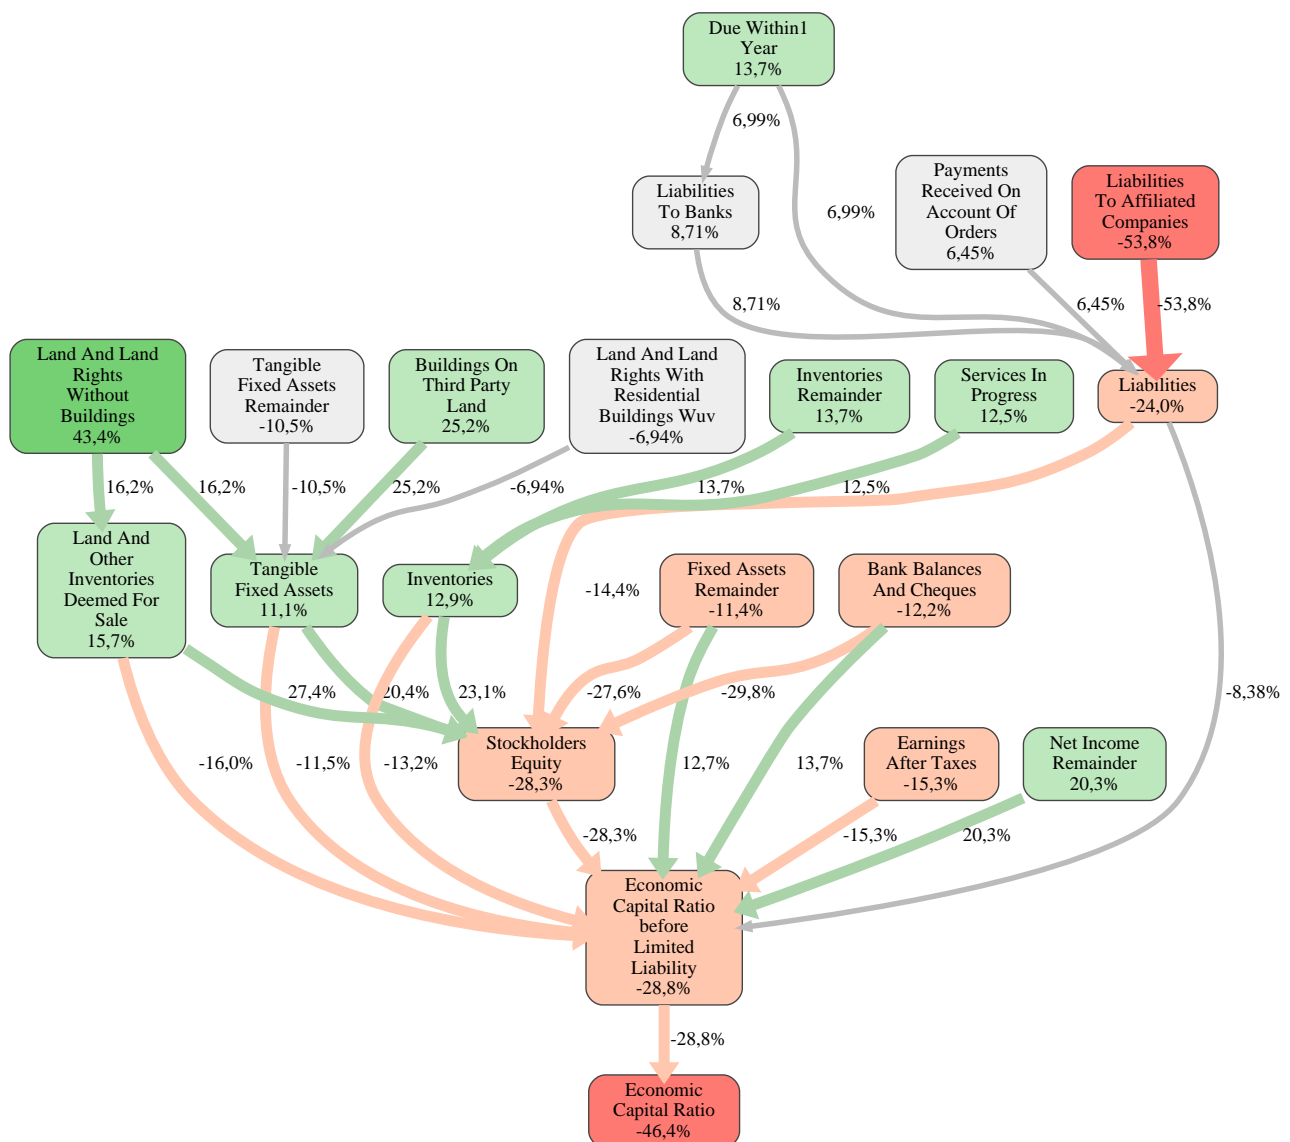 Due Within1
Year
13,7%
6,99%
Liabilities
To Banks
8,71%
6,99%
Payments
Received On
Account Of
Orders
6,45%
Liabilities
To Affiliated
Companies
-53,8%
8,71%
6,45%
-53,8%
Land And Land
Rights
Without
Buildings
43,4%
Tangible
Fixed Assets
Remainder
-10,5%
Buildings On
Third Party
Land
25,2%
Land And Land
Rights With
Residential
Buildings Wuv
-6,94%
Inventories
Remainder
13,7%
Services In
Progress
12,5%
Liabilities
-24,0%
16,2%
16,2%
-10,5%
25,2%
-6,94%
13,7%
12,5%
Land And
Other
Inventories
Deemed For
Sale
15,7%
Tangible
Fixed Assets
11,1%
Inventories
12,9%
-14,4%
Fixed Assets
Remainder
-11,4%
Bank Balances
And Cheques
-12,2%
27,4%
20,4%
23,1%
-27,6%
-29,8%
-8,38%
-16,0%
-11,5%
-13,2%
Stockholders
Equity
-28,3%
12,7%
13,7%
Earnings
After Taxes
-15,3%
Net Income
Remainder
20,3%
-28,3%
-15,3%
20,3%
Economic
Capital Ratio
before
Limited
Liability
-28,8%
-28,8%
Economic
Capital Ratio
-46,4%